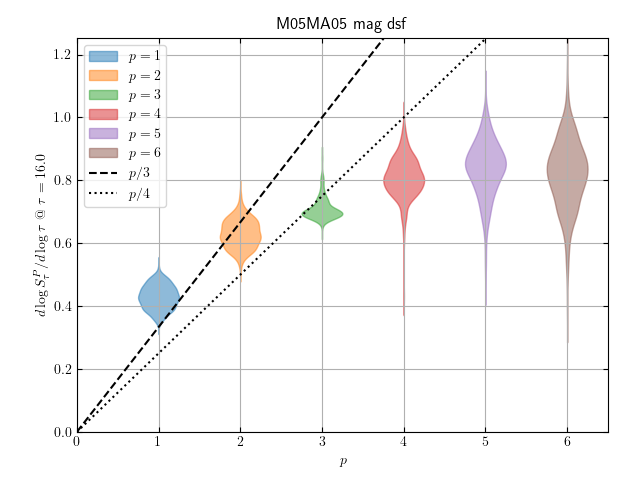 M05MA05 mag dsf
p = 1
p = 2
p = 3
p = 4
p = 5
p = 6
p/3
p/4
d log S_τ^P / d log τ @ τ = 16.0
1.2
1.0
0.8
0.6
0.4
0.2
0.0
0 1 2 3 4 5 6
p